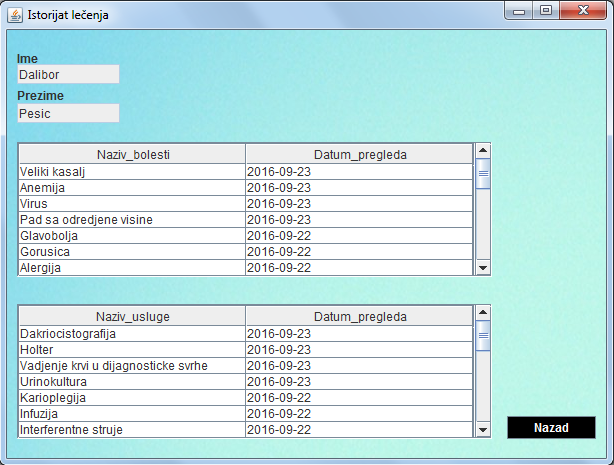 Istorijat lečenja
Ime
Dalibor
Prezime
Pesic
Naziv_bolesti Datum_pregleda
Veliki kasalj 2016-09-23
Anemija 2016-09-23
Virus 2016-09-23
Pad sa odredjene visine 2016-09-23
Glavobolja 2016-09-22
Gorusica 2016-09-22
Alergija 2016-09-22
Naziv_usluge Datum_pregleda
Dakriocistografija 2016-09-23
Holter 2016-09-23
Vadjenje krvi u dijagnosticke svrhe 2016-09-23
Urinokultura 2016-09-23
Karioplegija 2016-09-22
Infuzija 2016-09-22
Interferentne struje 2016-09-22
Nazad